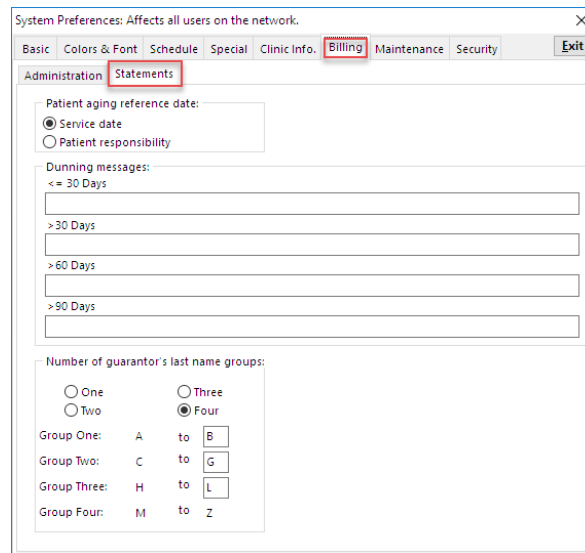 System Preferences: Affects all users on the network.
Basic Colors & Font Schedule Special Clinic Info. Billing Maintenance Security Exit
Administration Statements
Patient aging reference date:
Service date
Patient responsibility
Dunning messages:
<= 30 Days
>30 Days
>60 Days
>90 Days
Number of guarantor's last name groups:
One Three
Two Four
Group One: A to B
Group Two: C to G
Group Three: H to L
Group Four: M to Z